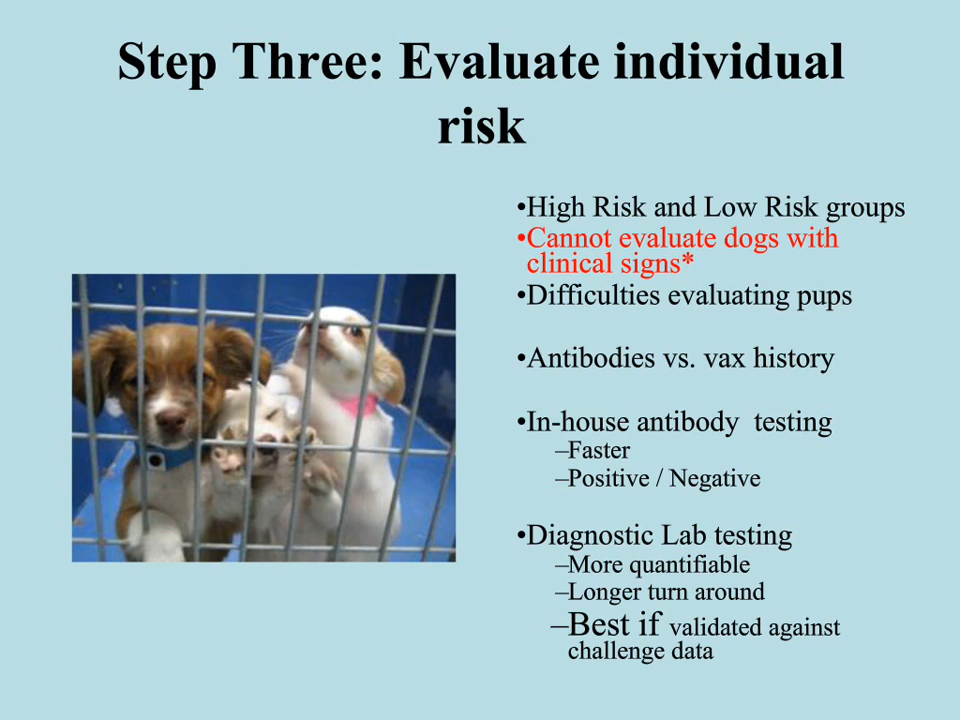 Step Three: Evaluate individual
risk
•High Risk and Low Risk groups
•Cannot evaluate dogs with
clinical signs*
•Difficulties evaluating pups
•Antibodies vs. vax history
•In-house antibody  testing
–Faster
–Positive / Negative
•Diagnostic Lab testing
–More quantifiable
–Longer turn around
–Best if validated against
challenge data